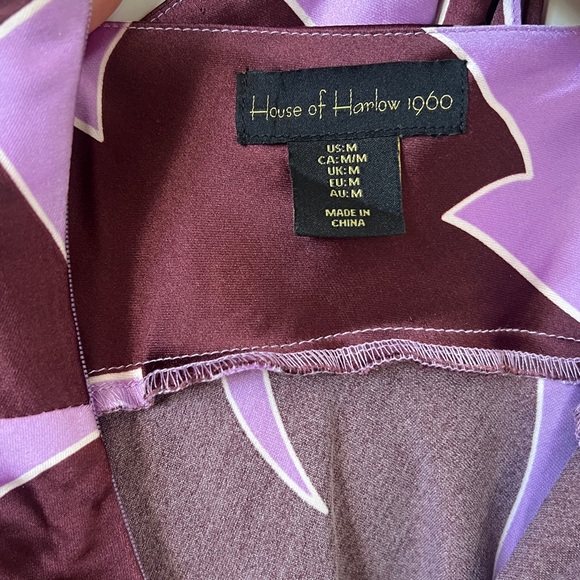 House of Harlow 1960
US:M
CA:M/M
UK:M
EU:M
AU:M
MADE IN
CHINA